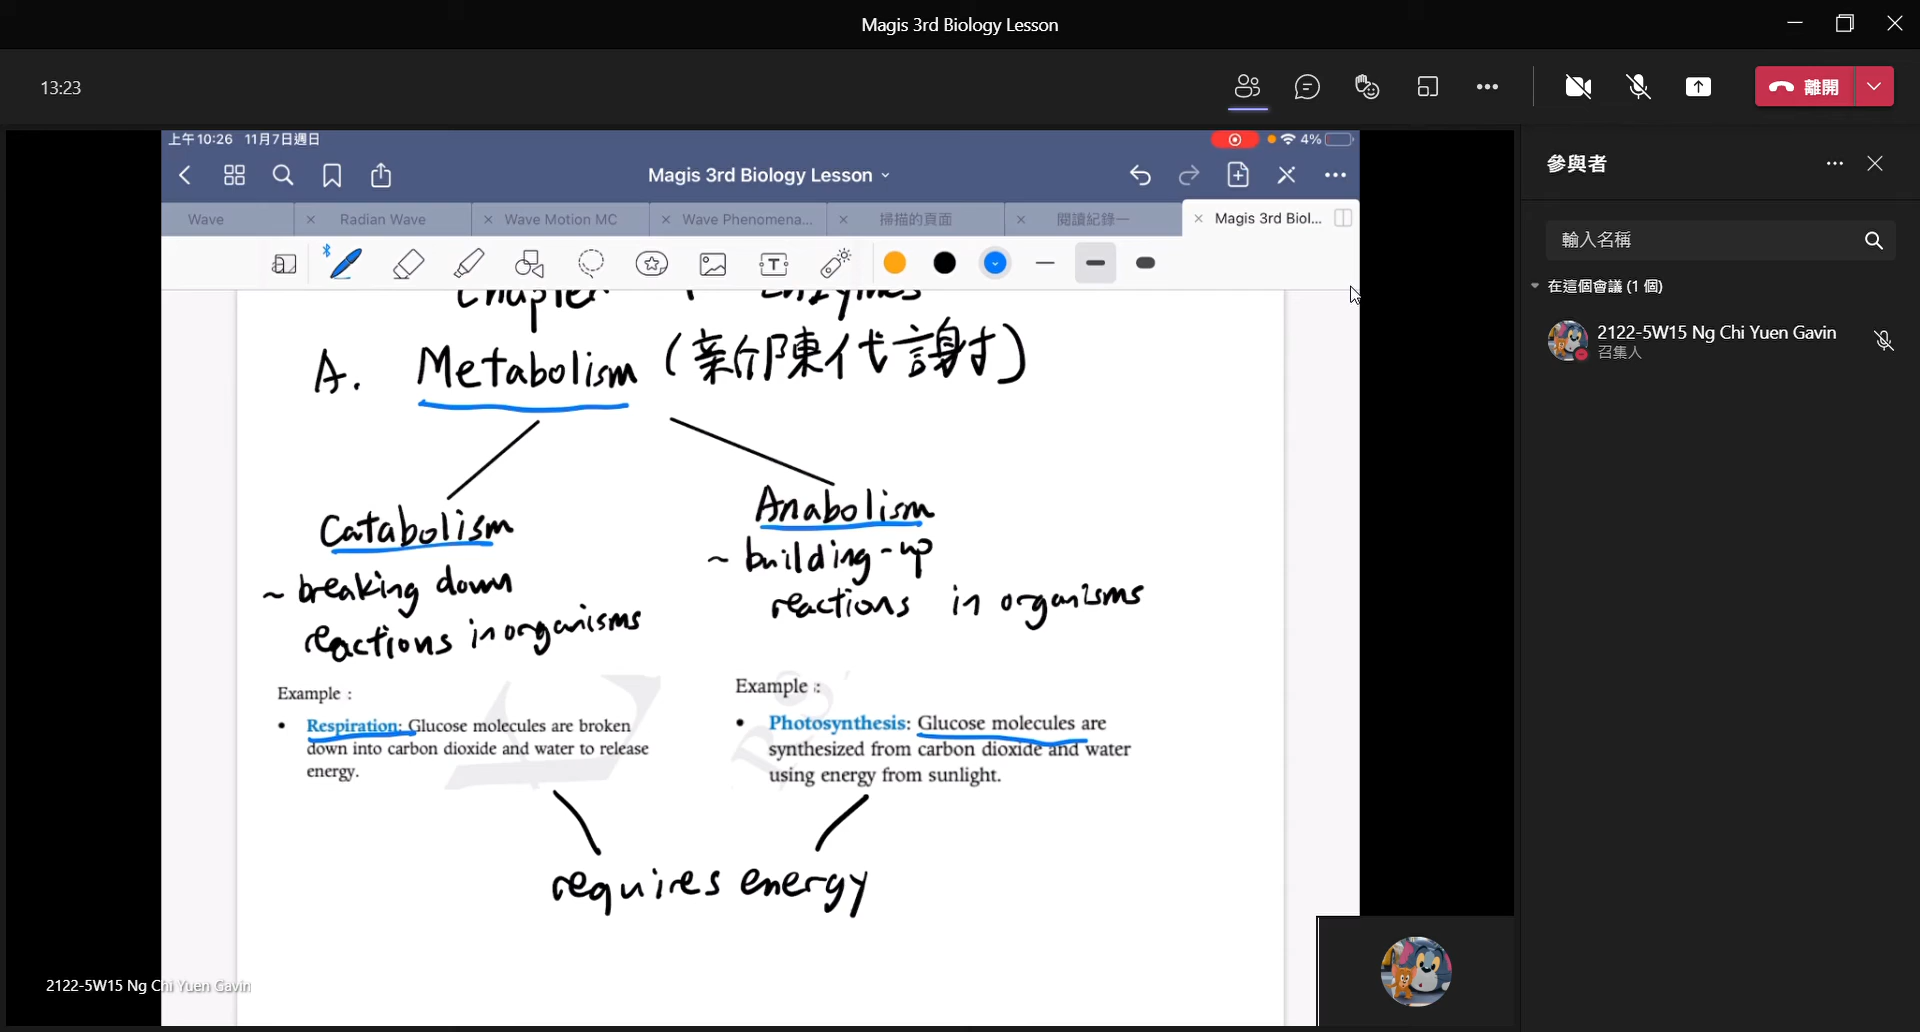 Magis 3rd Biology Lesson
13:23
離開
上午10:26 11月7日週日
4%
Magis 3rd Biology Lesson
Wave
Radian Wave
Wave Motion MC
Wave Phenomena...
掃描的頁面
閱讀紀錄一
Magis 3rd Biol...
Chapter Enzymes
A. Metabolism (新陳代謝)
Catabolism
~ breaking down
reactions in organisms
Anabolism
~ building-up
reactions in organisms
Example :
• Respiration: Glucose molecules are broken
down into carbon dioxide and water to release
energy.
Example :
• Photosynthesis: Glucose molecules are
synthesized from carbon dioxide and water
using energy from sunlight.
requires energy
2122-5W15 Ng Chi Yuen Gavin
參與者
輸入名稱
在這個會議 (1 個)
2122-5W15 Ng Chi Yuen Gavin
召集人